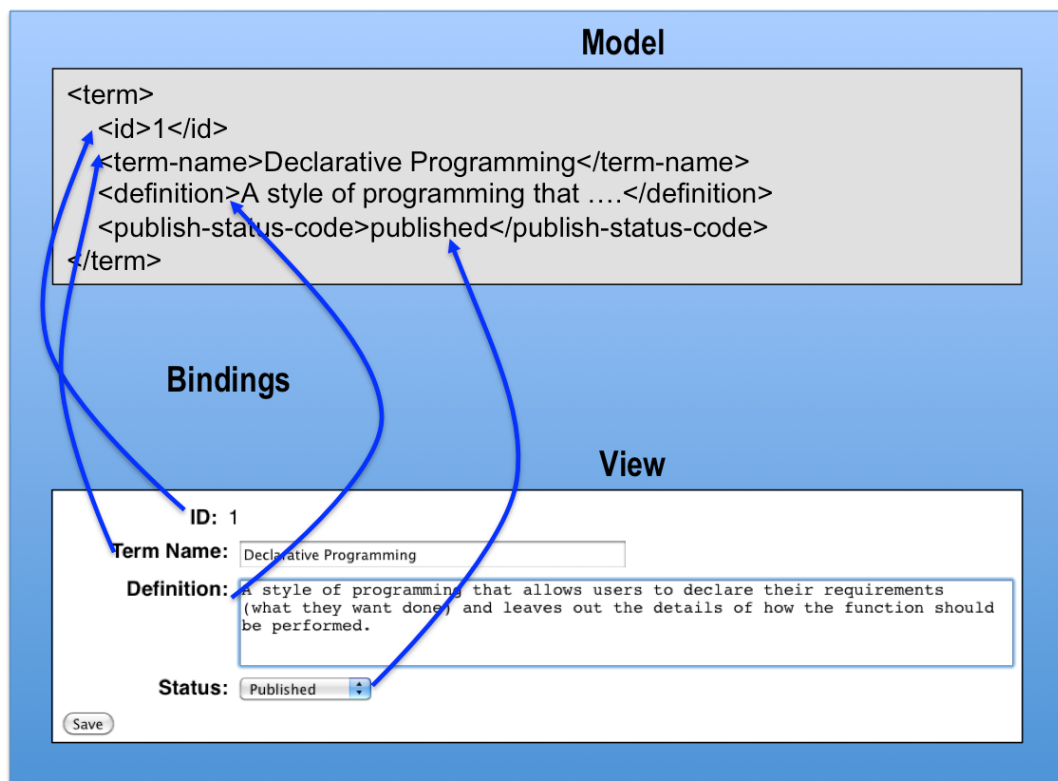 Model
<term>
<id>1</id>
<term-name>Declarative Programming</term-name>
<definition>A style of programming that ….</definition>
<publish-status-code>published</publish-status-code>
</term>
Bindings
View
ID: 1
Term Name: Declarative Programming
Definition: A style of programming that allows users to declare their requirements
(what they want done) and leaves out the details of how the function should
be performed.
Status: Published
Save